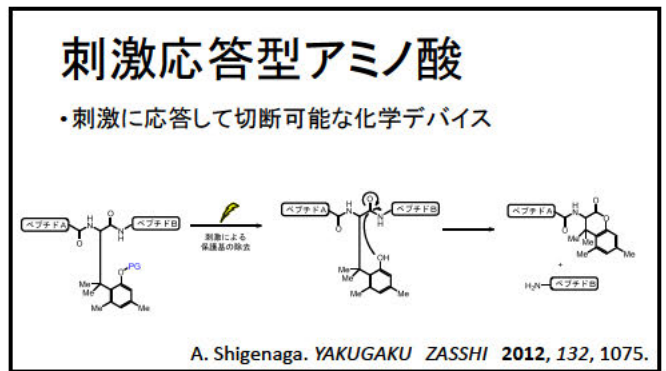 刺激応答型アミノ酸
・刺激に応答して切断可能な化学デバイス
ペプチドA
H
N
O
O
N
H
ペプチドB
O
PG
Me
Me
Me
Me
刺激による
保護基の除去
ペプチドA
H
N
O
O
N
H
ペプチドB
OH
Me
Me
Me
Me
ペプチドA
H
N
O
O
O
Me
Me
Me
Me
+
H₂N
ペプチドB
A. Shigenaga. YAKUGAKU ZASSHI 2012, 132, 1075.